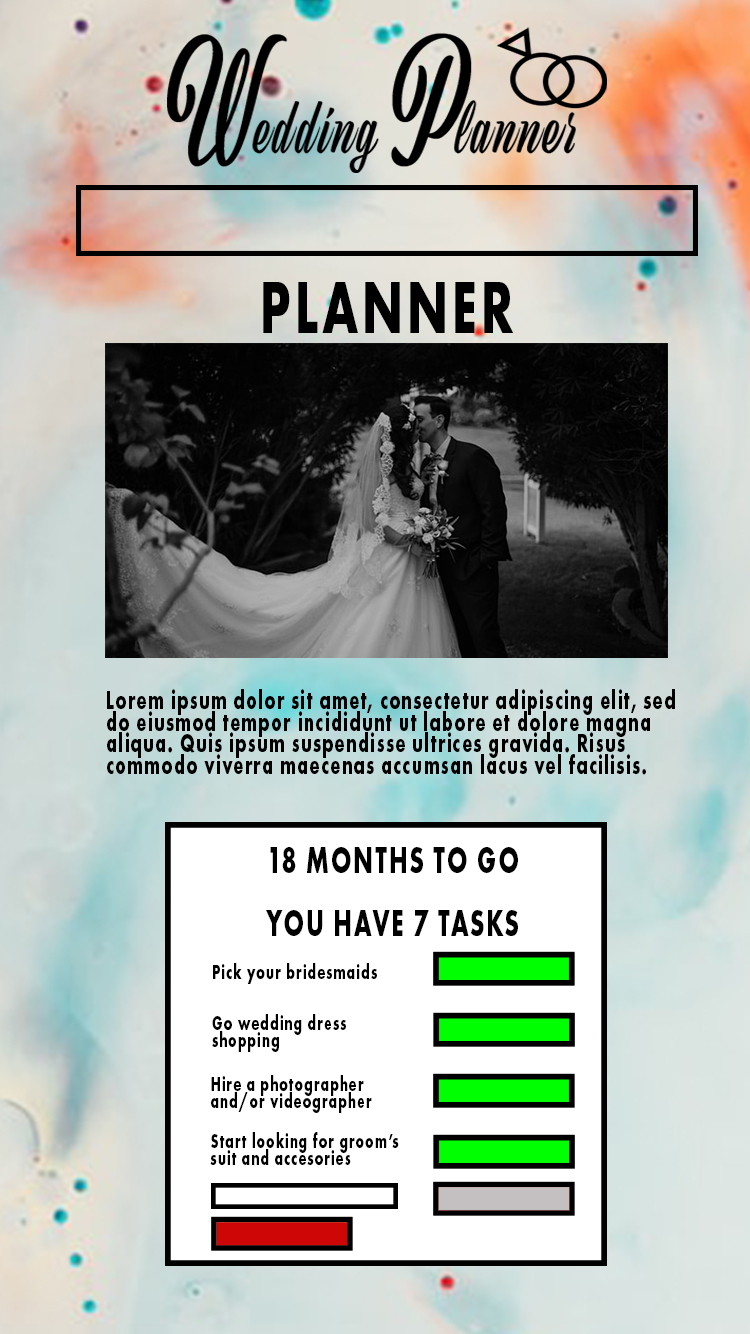 Wedding Planner
PLANNER
Lorem ipsum dolor sit amet, consectetur adipiscing elit, sed
do eiusmod tempor incididunt ut labore et dolore magna
aliqua. Quis ipsum suspendisse ultrices gravida. Risus
commodo viverra maecenas accumsan lacus vel facilisis.
18 MONTHS TO GO
YOU HAVE 7 TASKS
Pick your bridesmaids
Go wedding dress
shopping
Hire a photographer
and/or videographer
Start looking for groom's
suit and accesories